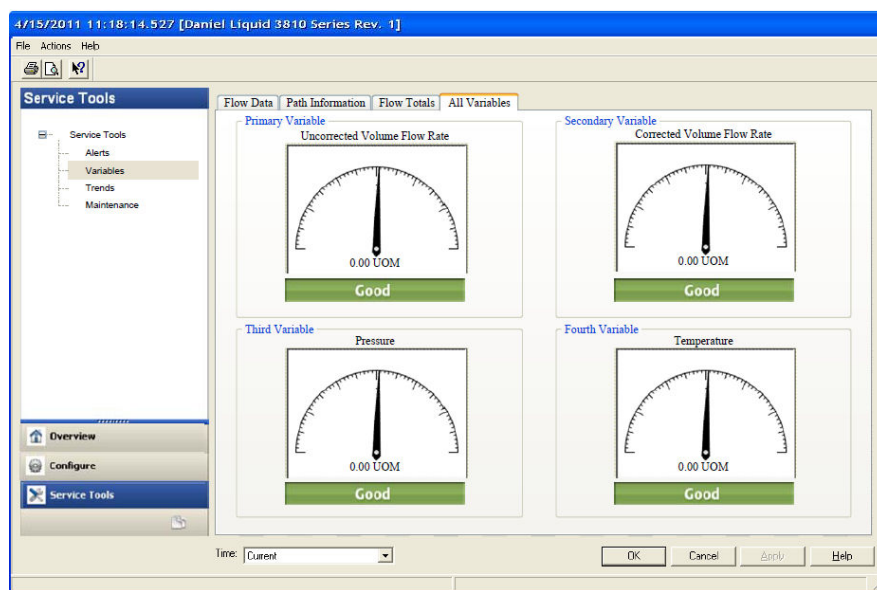 4/15/2011 11:18:14.527 [Daniel Liquid 3810 Series Rev. 1]
File Actions Help
Service Tools
Service Tools
Alerts
Variables
Trends
Maintenance
Overview
Configure
Service Tools
Flow Data Path Information Flow Totals All Variables
Primary Variable
Uncorrected Volume Flow Rate
0.00 UOM
Good
Secondary Variable
Corrected Volume Flow Rate
0.00 UOM
Good
Third Variable
Pressure
0.00 UOM
Good
Fourth Variable
Temperature
0.00 UOM
Good
Time: Current
OK Cancel Apply Help